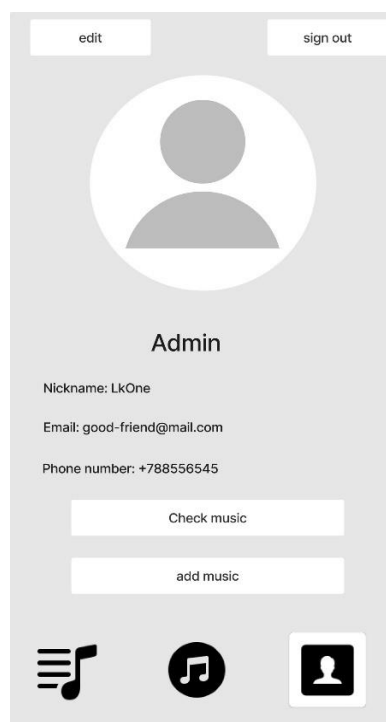 edit
sign out
Admin
Nickname: LkOne
Email: good-friend@mail.com
Phone number: +788556545
Check music
add music